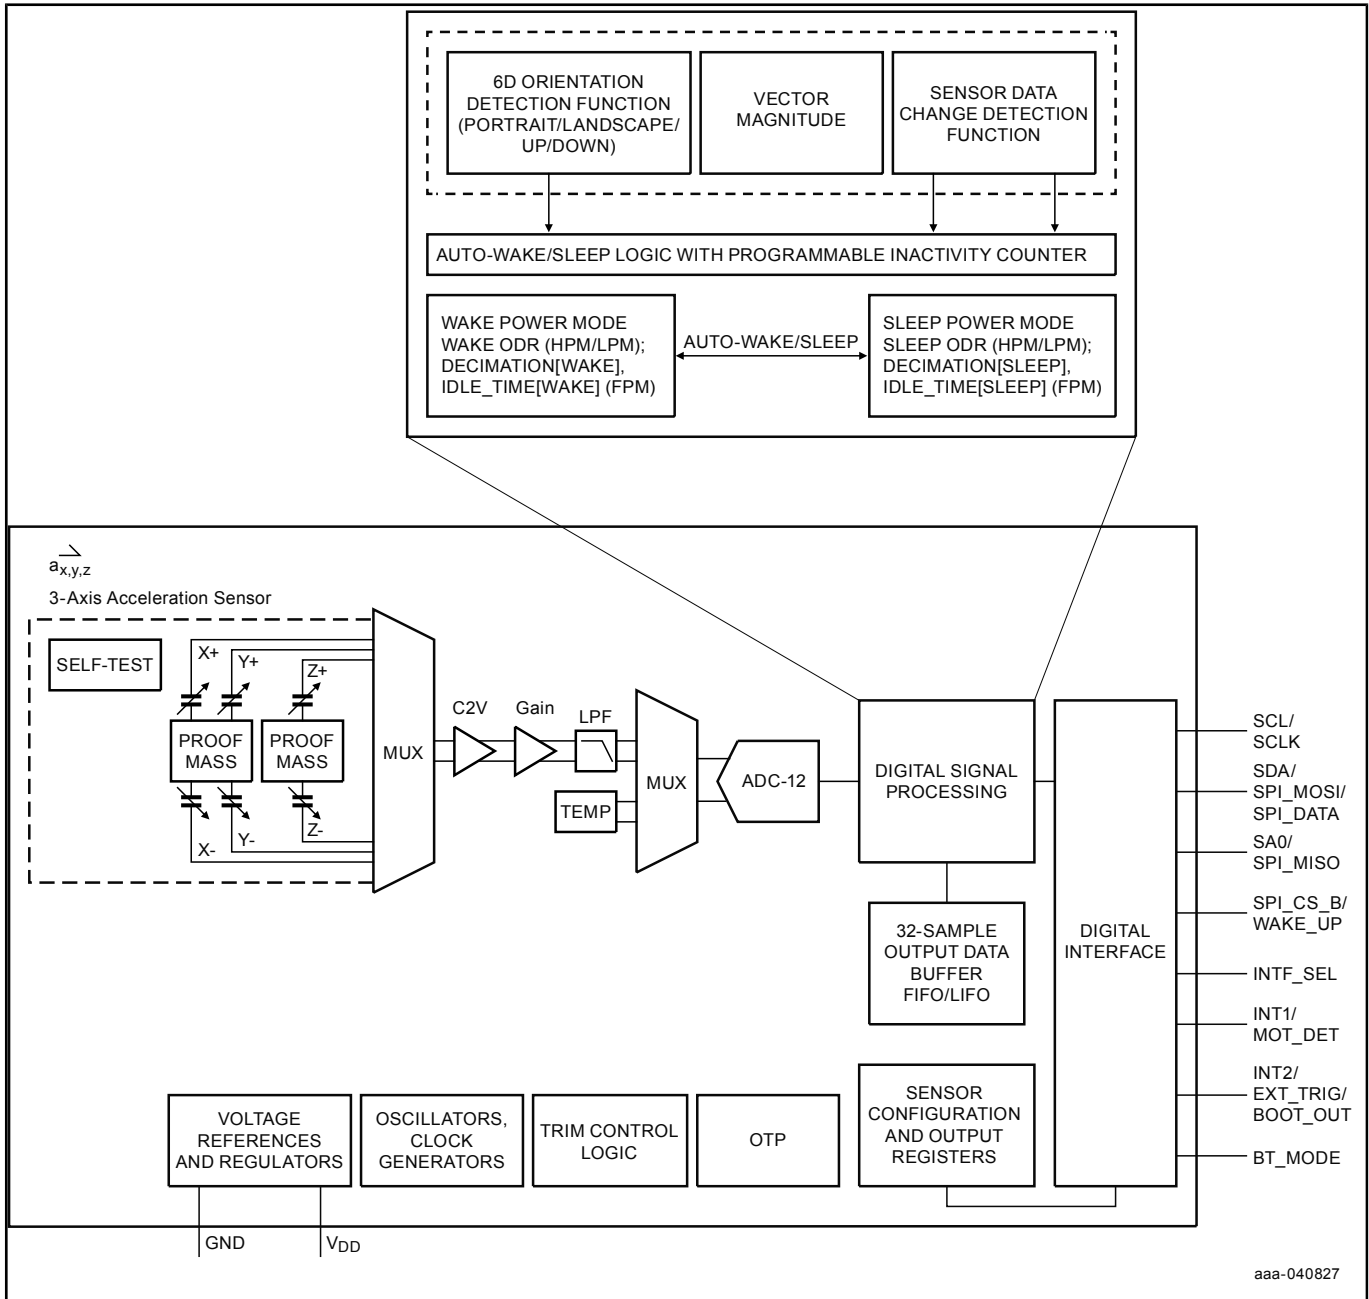 6D ORIENTATION
DETECTION FUNCTION
(PORTRAIT/LANDSCAPE/
UP/DOWN)
VECTOR
MAGNITUDE
SENSOR DATA
CHANGE DETECTION
FUNCTION
AUTO-WAKE/SLEEP LOGIC WITH PROGRAMMABLE INACTIVITY COUNTER
WAKE POWER MODE
WAKE ODR (HPM/LPM);
DECIMATION[WAKE],
IDLE_TIME[WAKE] (FPM)
AUTO-WAKE/SLEEP
SLEEP POWER MODE
SLEEP ODR (HPM/LPM);
DECIMATION[SLEEP],
IDLE_TIME[SLEEP] (FPM)
ax,y,z
3-Axis Acceleration Sensor
SELF-TEST
X+
Y+
Z+
PROOF
MASS
PROOF
MASS
X-
Y-
Z-
MUX
C2V
Gain
LPF
TEMP
MUX
ADC-12
DIGITAL SIGNAL
PROCESSING
32-SAMPLE
OUTPUT DATA
BUFFER
FIFO/LIFO
DIGITAL
INTERFACE
SCL/
SCLK
SDA/
SPI_MOSI/
SPI_DATA
SA0/
SPI_MISO
SPI_CS_B/
WAKE_UP
INTF_SEL
INT1/
MOT_DET
INT2/
EXT_TRIG/
BOOT_OUT
BT_MODE
VOLTAGE
REFERENCES
AND REGULATORS
OSCILLATORS,
CLOCK
GENERATORS
TRIM CONTROL
LOGIC
OTP
SENSOR
CONFIGURATION
AND OUTPUT
REGISTERS
GND
VDD
aaa-040827